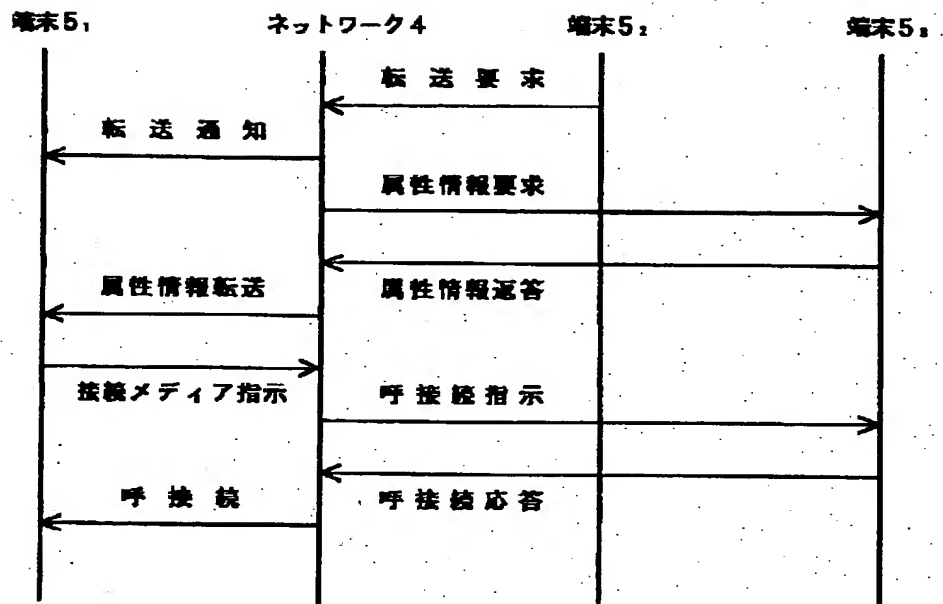 端末5₁
ネットワーク4
端末5₂
端末5₃
転送要求
転送通知
属性情報要求
属性情報転送
属性情報返答
接続メディア指示
呼接続指示
呼接続
呼接続応答